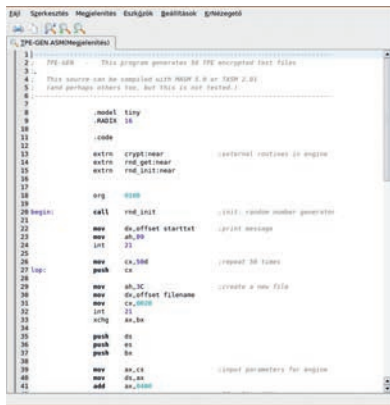 Fájl Szerkesztés Megjelenítés Eszközök Beállítások
TPE-GEN.ASM(Megjelenítés)
1 ;
2 ; TPE-GEN - This program generates 50 TPE encrypted test files
3 ;
4 ; This source can be compiled with MASM 5.0 or TASM 2.01
5 ; (and perhaps others too, but this is not tested.)
6 ;
7
8 .model tiny
9 .RADIX 16
10
11 .code
12
13 extrn crypt:near ;external routines in engine
14 extrn rnd_get:near
15 extrn rnd_init:near
16
17
18 org 0100
19
20 begin: call rnd_init ;init. random number generator
21
22 mov dx,offset starttxt ;print message
23 mov ah,09
24 int 21
25
26 mov cx,50d ;repeat 50 times
27 lop: push cx
28
29 mov ah,3C ;create a new file
30 mov dx,offset filename
31 mov cx,0020
32 int 21
33 xchg ax,bx
34
35 push ds
36 push es
37 push bx
38
39 mov ax,cs ;input parameters for engine
40 mov ds,ax
41 add ax,0400